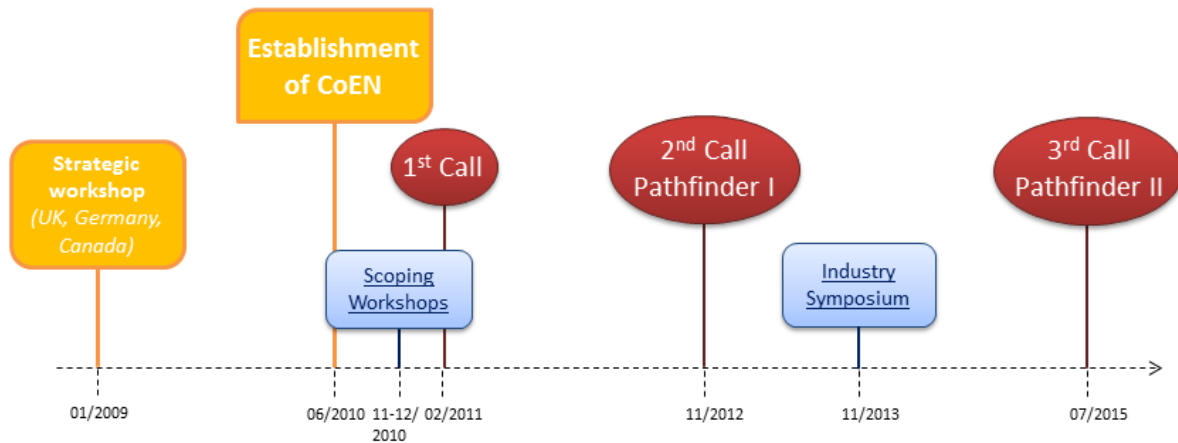 Establishment
of CoEN
Strategic
workshop
(UK, Germany,
Canada)
1st Call
2nd Call
Pathfinder I
3rd Call
Pathfinder II
Scoping
Workshops
Industry
Symposium
01/2009
06/2010
11-12/
2010
02/2011
11/2012
11/2013
07/2015